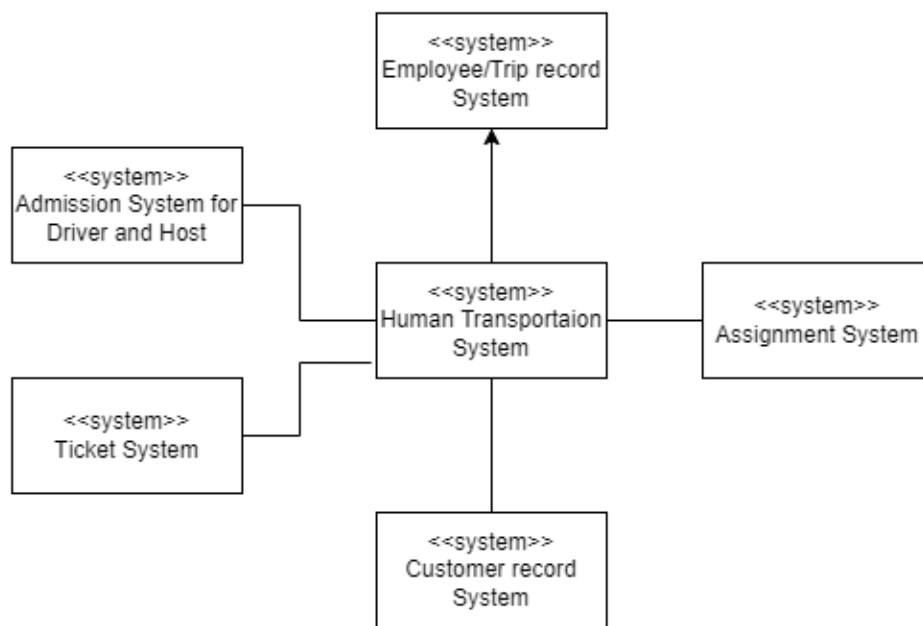 <<system>>
Employee/Trip record
System
<<system>>
Admission System for
Driver and Host
<<system>>
Human Transportaion
System
<<system>>
Assignment System
<<system>>
Ticket System
<<system>>
Customer record
System